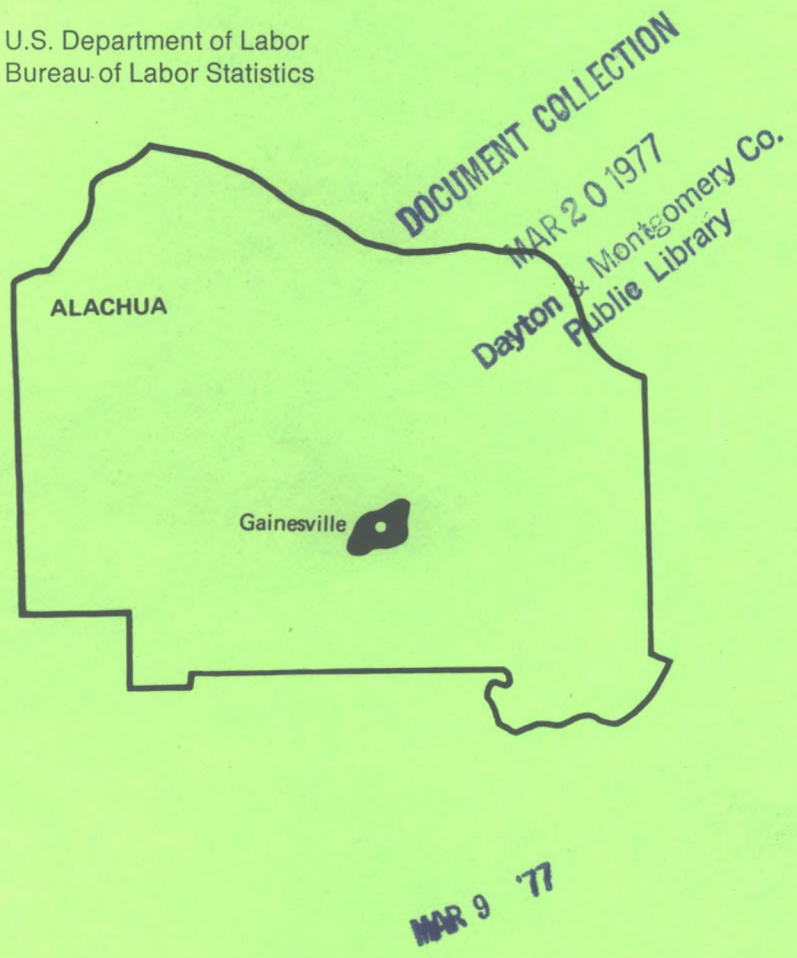 U.S. Department of Labor
Bureau of Labor Statistics
DOCUMENT COLLECTION
MAR 20 1977
Dayton & Montgomery Co.
Public Library
ALACHUA
Gainesville
MAR 9 '77